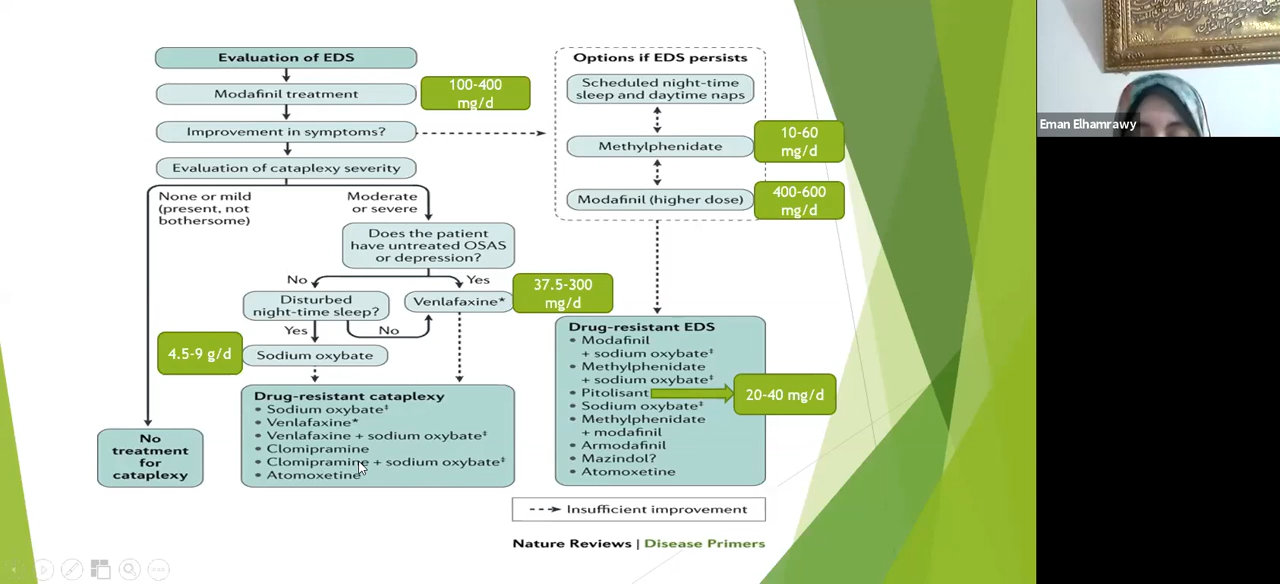 Evaluation of EDS
Modafinil treatment
100-400
mg/d
Improvement in symptoms?
Evaluation of cataplexy severity
None or mild
(present, not
bothersome)
Moderate
or severe
Does the patient
have untreated OSAS
or depression?
No
Yes
Disturbed
night-time sleep?
Venlafaxine*
37.5-300
mg/d
Yes
No
4.5-9 g/d
Sodium oxybate
No
treatment
for
cataplexy
Drug-resistant cataplexy
• Sodium oxybate‡
• Venlafaxine*
• Venlafaxine + sodium oxybate‡
• Clomipramine
• Clomipramine + sodium oxybate‡
• Atomoxetine
Options if EDS persists
Scheduled night-time
sleep and daytime naps
Methylphenidate
10-60
mg/d
Modafinil (higher dose)
400-600
mg/d
Drug-resistant EDS
• Modafinil
+ sodium oxybate‡
• Methylphenidate
+ sodium oxybate‡
• Pitolisant
20-40 mg/d
• Sodium oxybate‡
• Methylphenidate
+ modafinil
• Armodafinil
• Mazindol?
• Atomoxetine
Insufficient improvement
Nature Reviews | Disease Primers
Eman Elhamrawy